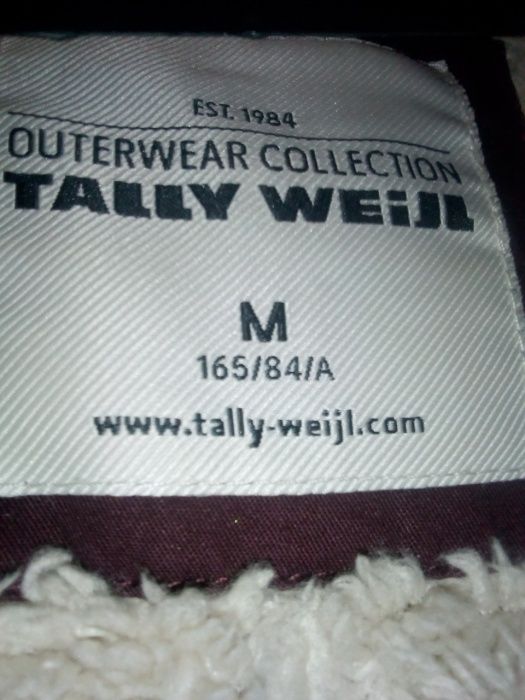 EST. 1984
OUTERWEAR COLLECTION
TALLY WEiJL
M
165/84/A
www.tally-weijl.com